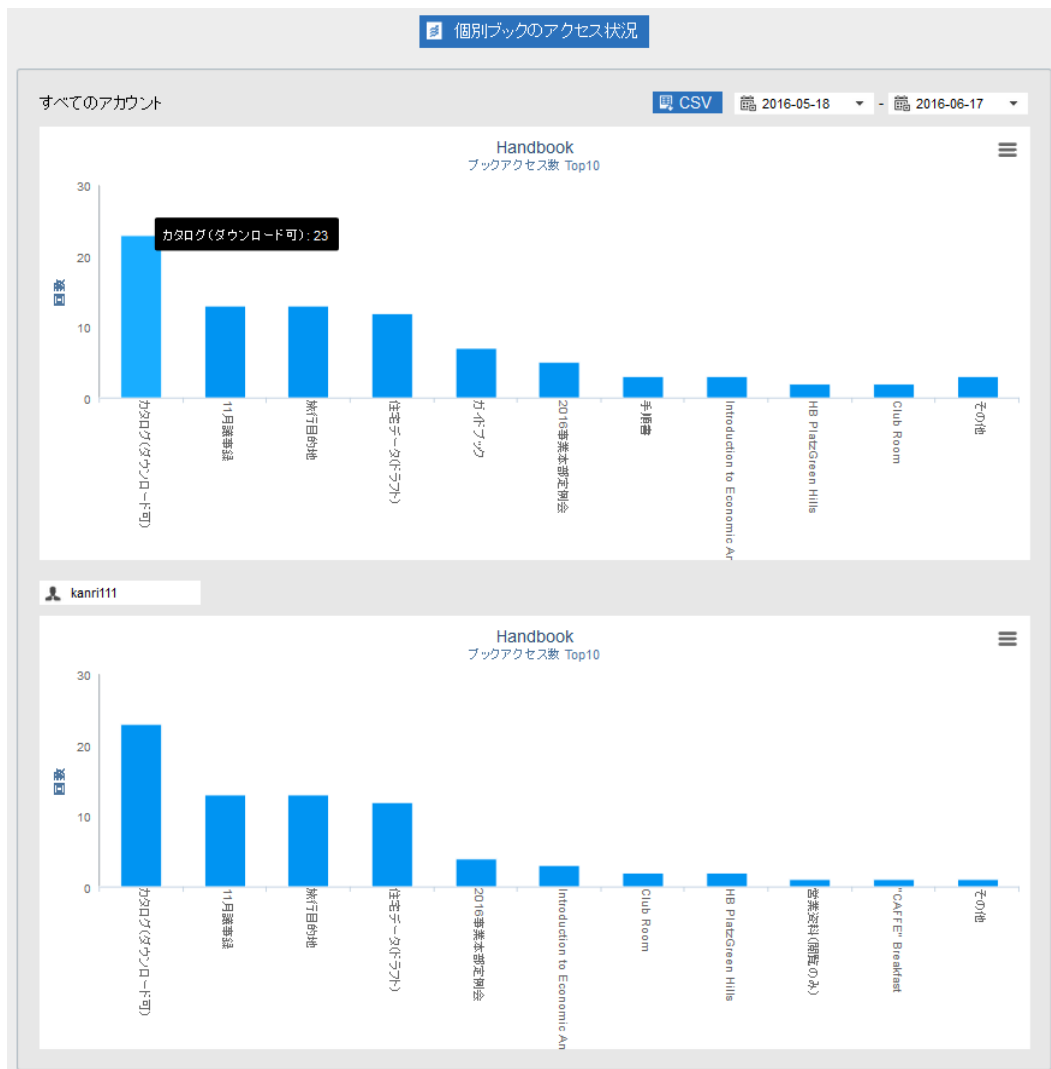 個別ブックのアクセス状況
すべてのアカウント
CSV
2016-05-18
-
2016-06-17
Handbook
ブックアクセス数 Top10
30
20
10
0
回数
カタログ(ダウンロード可): 23
カタログ(ダウンロード可)
11月議事録
旅行目的地
住宅データ(ドラフト)
ガイドブック
2016事業本部定例会
手順書
Introduction to Economic Ar
HB PlatzGreen Hills
Club Room
その他
kanri111
Handbook
ブックアクセス数 Top10
30
20
10
0
回数
カタログ(ダウンロード可)
11月議事録
旅行目的地
住宅データ(ドラフト)
2016事業本部定例会
Introduction to Economic An
Club Room
HB PlatzGreen Hills
営業資料(閲覧のみ)
"CAFFE" Breakfast
その他